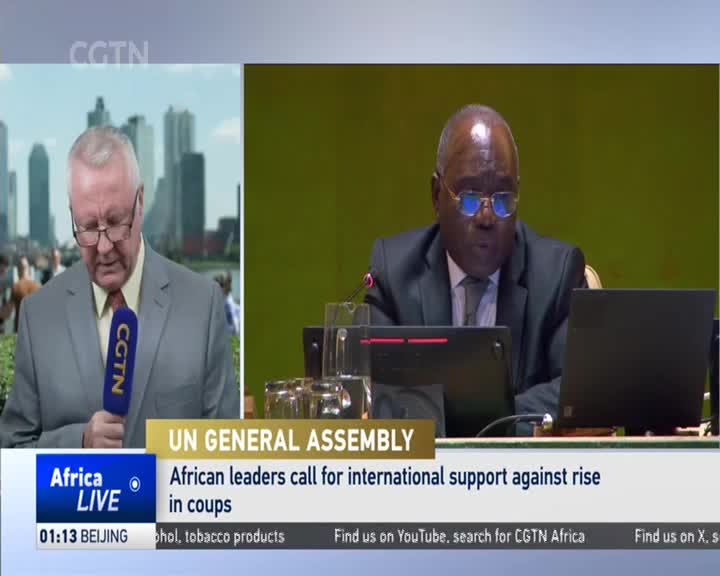 CGTN
CGTN
UN GENERAL ASSEMBLY
African leaders call for international support against rise
in coups
Africa
LIVE
01:13 BEIJING
ohol, tobacco products Find us on YouTube, search for CGTN Africa Find us on X, s